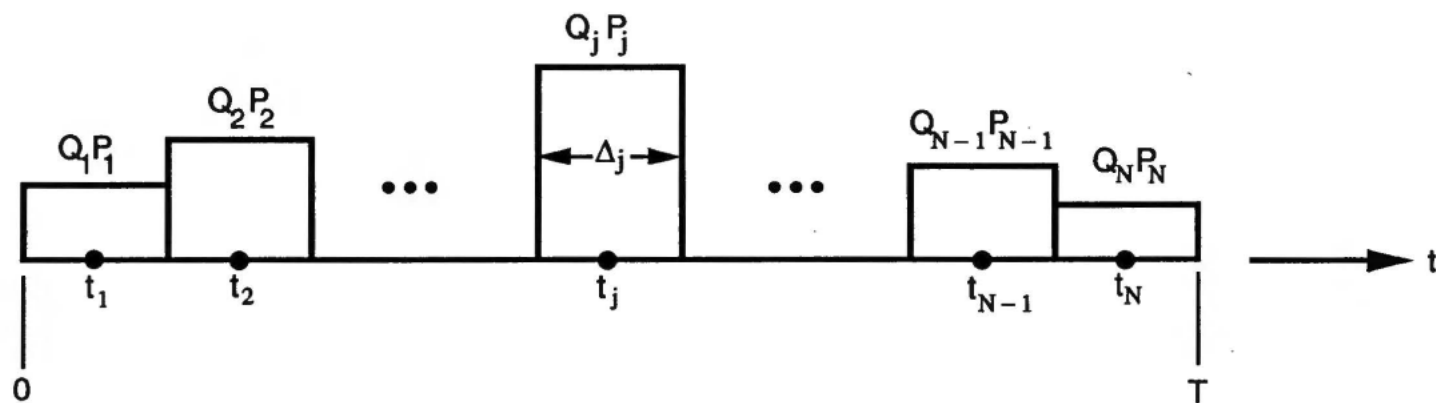 Q_j P_j
Q_2 P_2
Q_{N-1} P_{N-1}
Q_1 P_1
Δ_j
Q_N P_N
t_1 t_2 t_j t_{N-1} t_N t
0 T